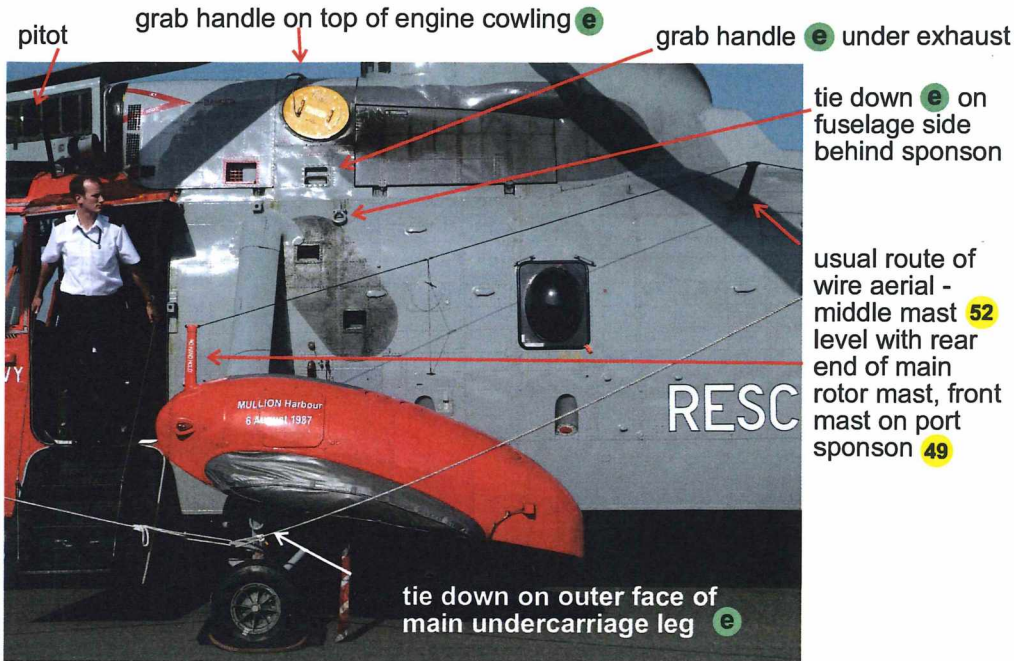 grab handle on top of engine cowling e
pitot
grab handle e under exhaust
tie down e on
fuselage side
behind sponson
usual route of
wire aerial -
middle mast 52
level with rear
end of main
rotor mast, front
mast on port
sponson 49
VY
MULLION Harbour
6 AUGUST 1987
RESC
tie down on outer face of
main undercarriage leg e